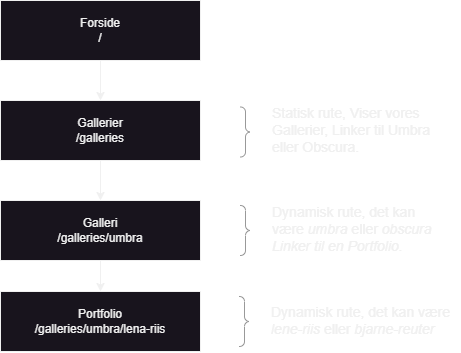 Forside
/
Gallerier
/galleries
Statisk rute, Viser vores
Gallerier, Linker til Umbra
eller Obscura.
Galleri
/galleries/umbra
Dynamisk rute, det kan
være umbra eller obscura
Linker til en Portfolio.
Portfolio
/galleries/umbra/lena-riis
Dynamisk rute, det kan være
lene-riis eller bjarne-reuter